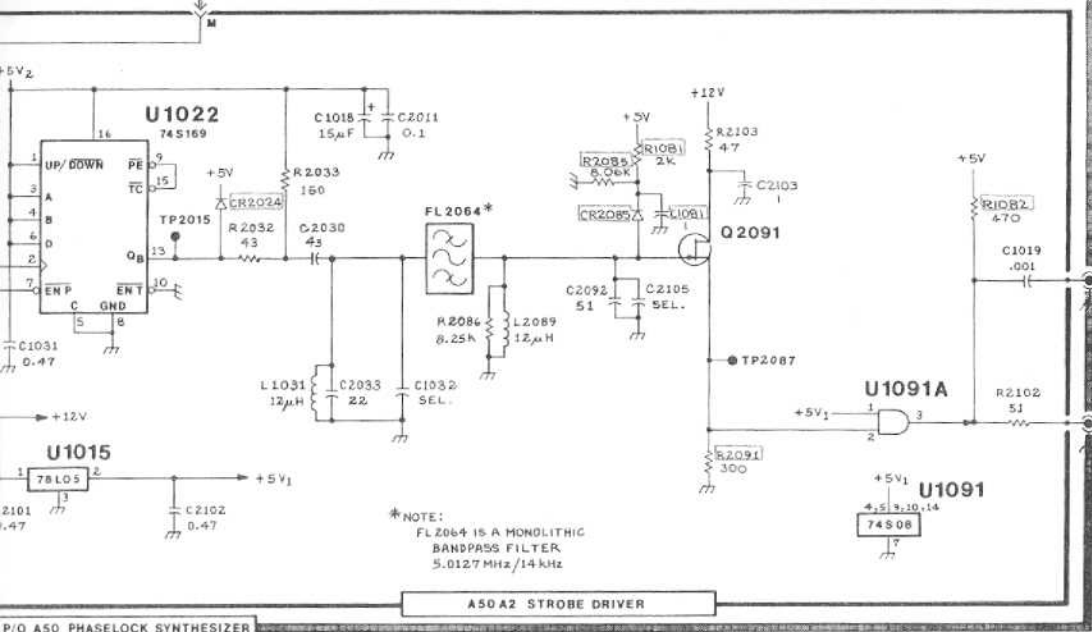 M
+5V2
U1022
74S169
16
1
UP/DOWN
PE
9
TC
15
3
A
4
B
6
D
2
QB
13
7
ENP
ENT
10
C
GND
5
8
C1031
0.47
TP2015
+5V
CR2024
R2032
43
R2033
160
C2030
43
C1018
15µF
+
C2011
0.1
FL2064*
L1031
12µH
C2033
22
C1032
SEL.
R2086
8.25K
L2089
12µH
+5V
R1081
2K
R2085
8.06K
CR2085
C1081
1
C2092
51
C2105
SEL.
+12V
R2103
47
C2103
1
Q2091
TP2087
R2091
300
U1091A
+5V1
1
2
3
+5V
R1082
470
C1019
.001
R2102
51
+5V1
U1091
4,5,9,10,14
74S08
7
+12V
U1015
1
78L05
2
3
+5V1
2101
.47
C2102
0.47
*NOTE:
FL2064 IS A MONOLITHIC
BANDPASS FILTER
5.0127 MHz/14 kHz
A50A2 STROBE DRIVER
P/O A50 PHASELOCK SYNTHESIZER